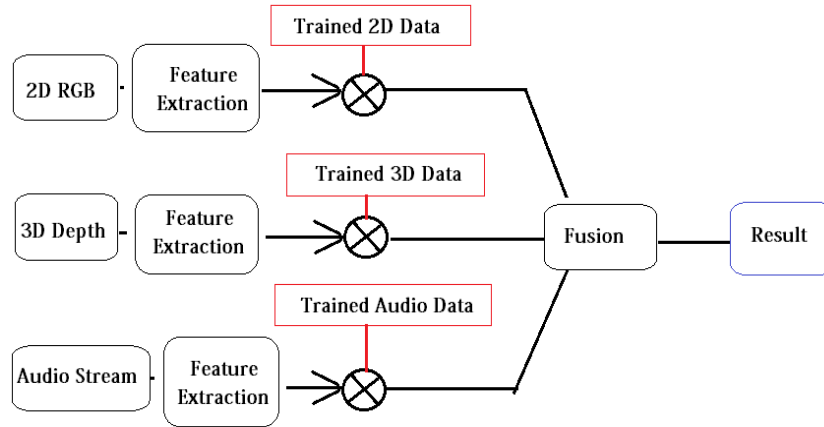 Trained 2D Data
2D RGB
Feature
Extraction
Trained 3D Data
3D Depth
Feature
Extraction
Fusion
Result
Trained Audio Data
Audio Stream
Feature
Extraction